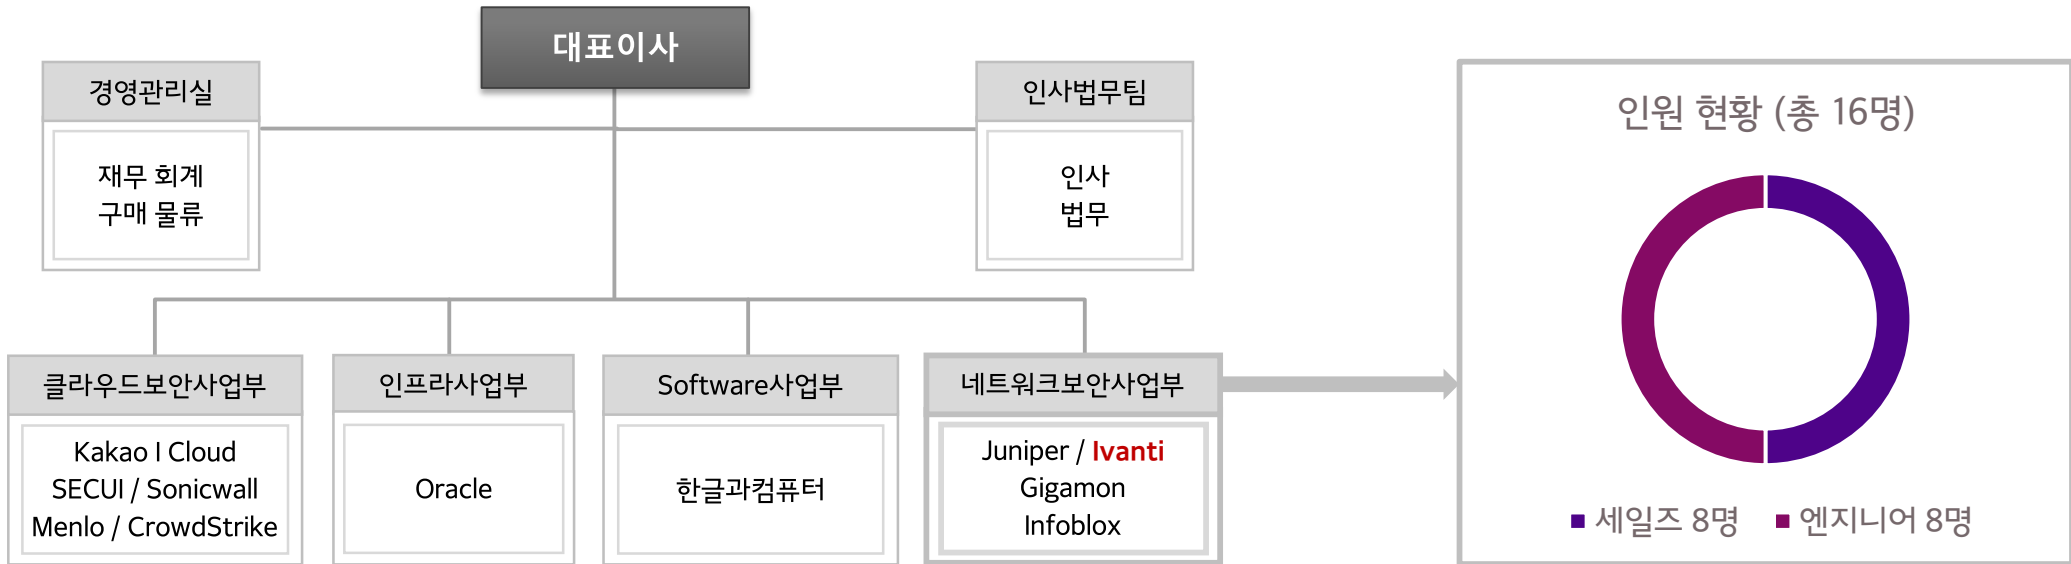 대표이사
경영관리실
재무 회계
구매 물류
인사법무팀
인사
법무
클라우드보안사업부
Kakao I Cloud
SECUI / Sonicwall
Menlo / CrowdStrike
인프라사업부
Oracle
Software사업부
한글과컴퓨터
네트워크보안사업부
Juniper / Ivanti
Gigamon
Infoblox
인원 현황 (총 16명)
세일즈 8명
엔지니어 8명